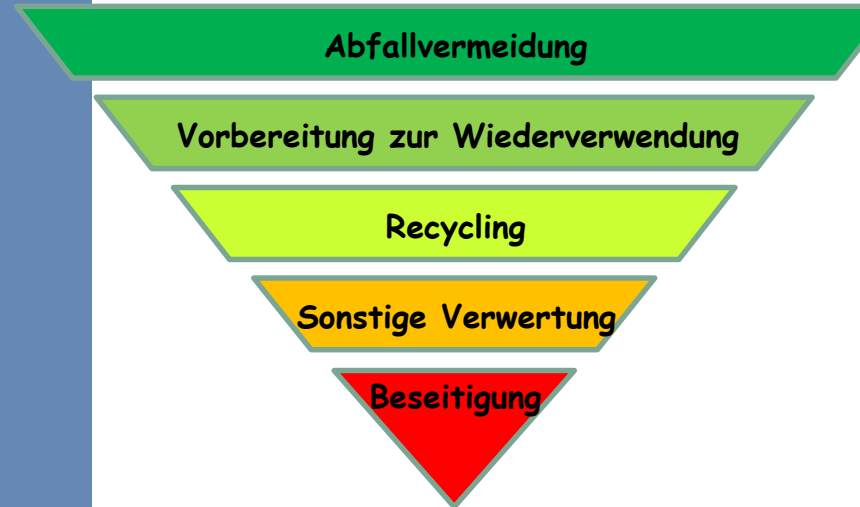 Abfallvermeidung
Vorbereitung zur Wiederverwendung
Recycling
Sonstige Verwertung
Beseitigung